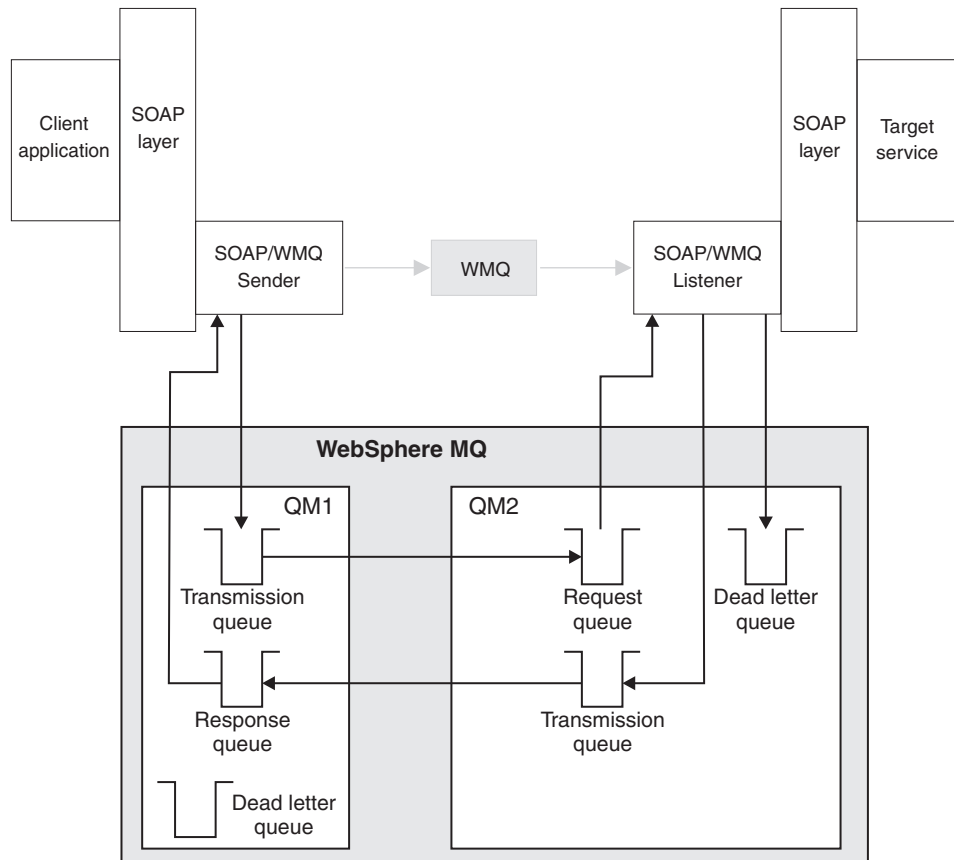 Client
application
SOAP
layer
SOAP/WMQ
Sender
WMQ
SOAP/WMQ
Listener
SOAP
layer
Target
service
WebSphere MQ
QM1
QM2
Transmission
queue
Request
queue
Dead letter
queue
Response
queue
Transmission
queue
Dead letter
queue